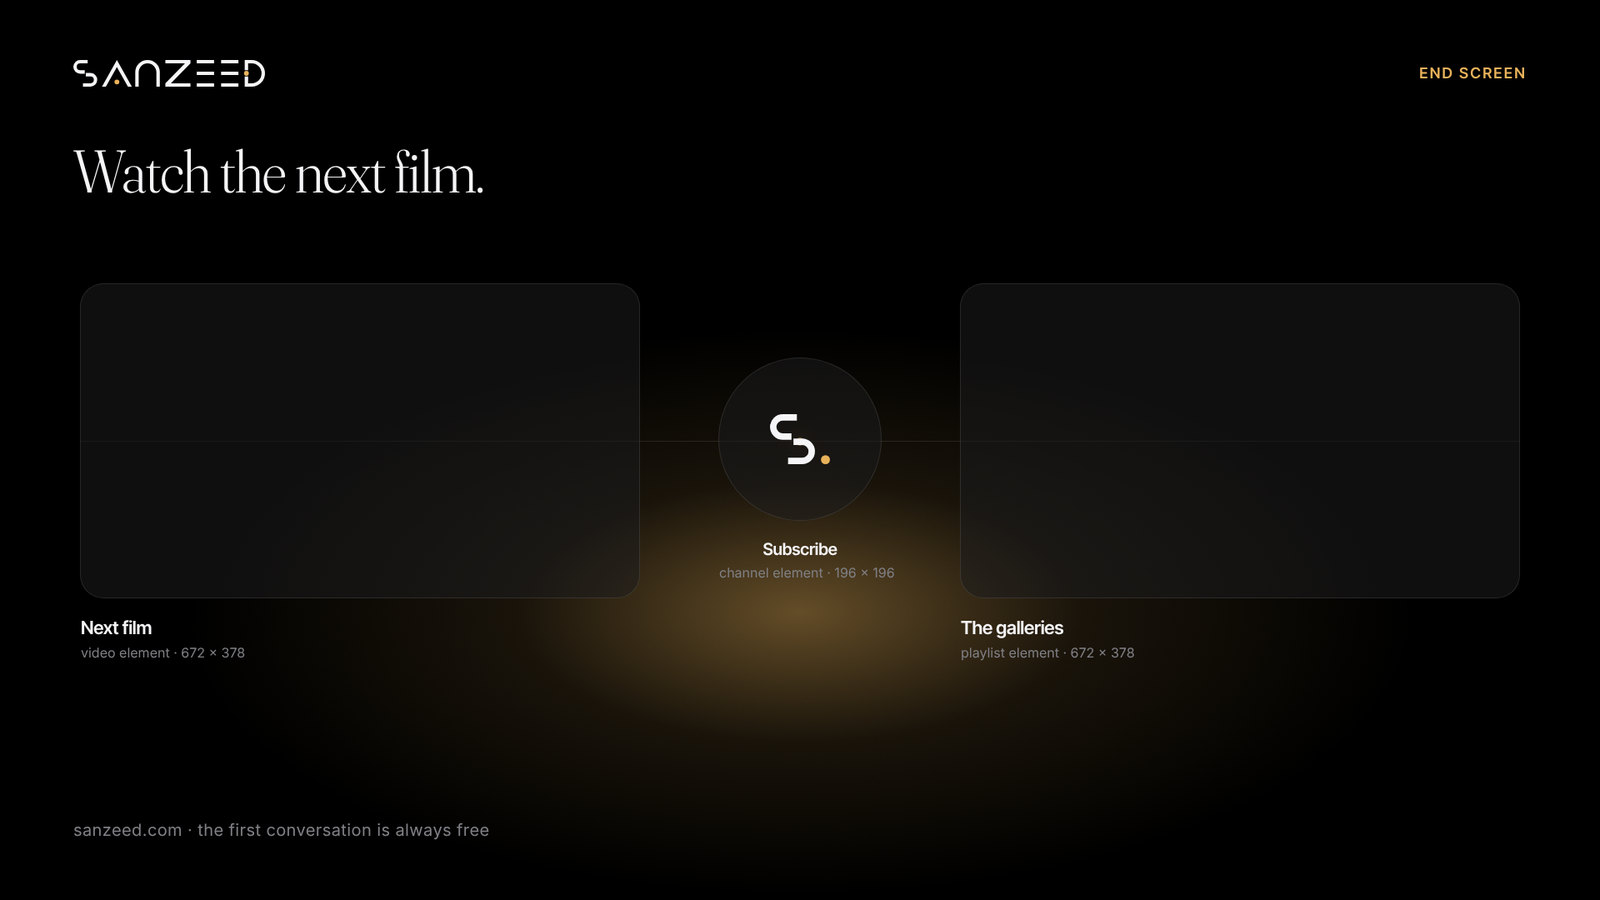 SANZEED
END SCREEN
Watch the next film.
S.
Subscribe
channel element · 196 × 196
Next film
video element · 672 × 378
The galleries
playlist element · 672 × 378
sanzeed.com · the first conversation is always free